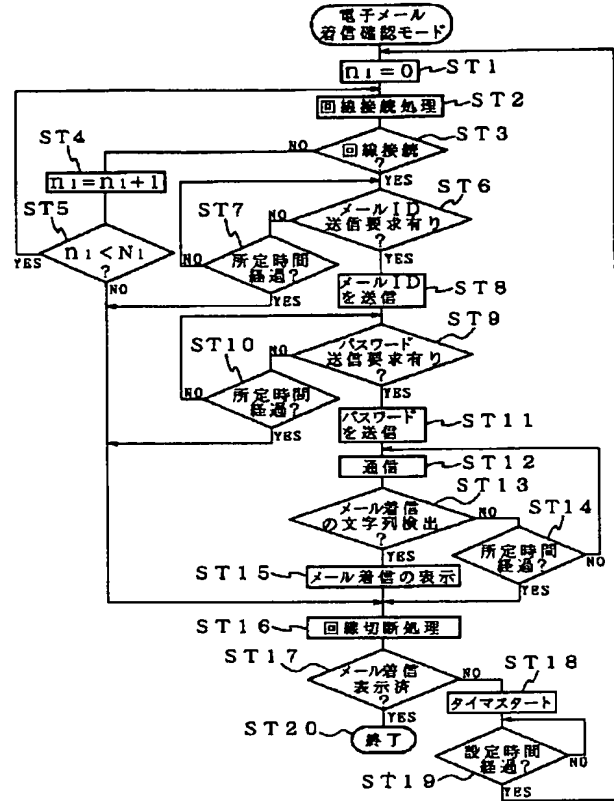 電子メール
着信確認モード
n1=0
ST1
回線接続処理
ST2
ST3
回線接続
?
NO
YES
ST4
n1=n1+1
ST5
n1<N1
?
YES
NO
ST6
メールID
送信要求有り
?
NO
YES
ST7
所定時間
経過?
NO
YES
メールID
を送信
ST8
ST9
パスワード
送信要求有り
?
NO
YES
ST10
所定時間
経過?
NO
YES
パスワード
を送信
ST11
通信
ST12
ST13
メール着信
の文字列検出
?
NO
YES
ST14
所定時間
経過?
NO
YES
ST15
メール着信の表示
ST16
回線切断処理
ST17
メール着信
表示済
?
NO
YES
ST18
タイマスタート
ST20
終了
設定時間
経過?
NO
ST19
YES